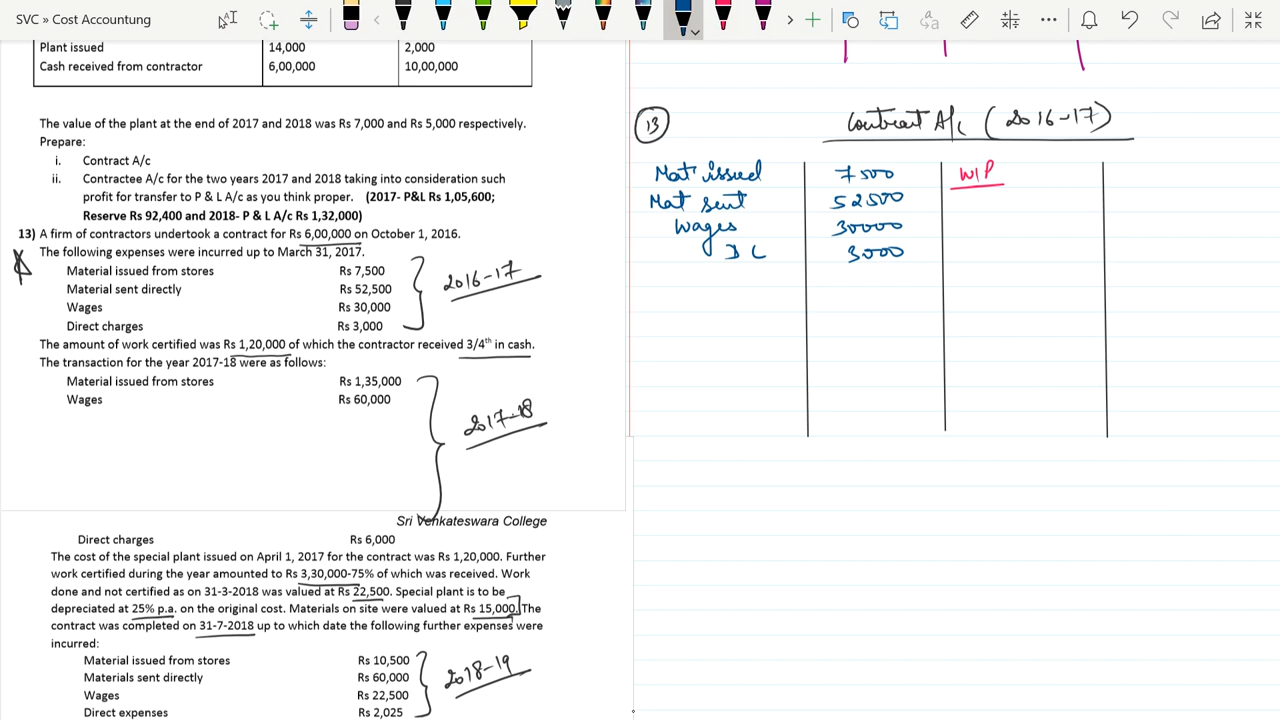 SVC » Cost Accountung
Plant issued 14,000 2,000
Cash received from contractor 6,00,000 10,00,000
The value of the plant at the end of 2017 and 2018 was Rs 7,000 and Rs 5,000 respectively.
Prepare:
i. Contract A/c
ii. Contractee A/c for the two years 2017 and 2018 taking into consideration such
profit for transfer to P & L A/c as you think proper. (2017- P&L Rs 1,05,600;
Reserve Rs 92,400 and 2018- P & L A/c Rs 1,32,000)
13) A firm of contractors undertook a contract for Rs 6,00,000 on October 1, 2016.
The following expenses were incurred up to March 31, 2017.
Material issued from stores Rs 7,500
Material sent directly Rs 52,500
Wages Rs 30,000
Direct charges Rs 3,000
2016-17
The amount of work certified was Rs 1,20,000 of which the contractor received 3/4th in cash.
The transaction for the year 2017-18 were as follows:
Material issued from stores Rs 1,35,000
Wages Rs 60,000
2017-18
Sri Venkateswara College
Direct charges Rs 6,000
The cost of the special plant issued on April 1, 2017 for the contract was Rs 1,20,000. Further
work certified during the year amounted to Rs 3,30,000-75% of which was received. Work
done and not certified as on 31-3-2018 was valued at Rs 22,500. Special plant is to be
depreciated at 25% p.a. on the original cost. Materials on site were valued at Rs 15,000. The
contract was completed on 31-7-2018 up to which date the following further expenses were
incurred:
Material issued from stores Rs 10,500
Materials sent directly Rs 60,000
Wages Rs 22,500
Direct expenses Rs 2,025
2018-19
13 Contract A/c (2016-17)
Mat issued 7500 WIP
Mat sent 52500
Wages 30000
DC 3000